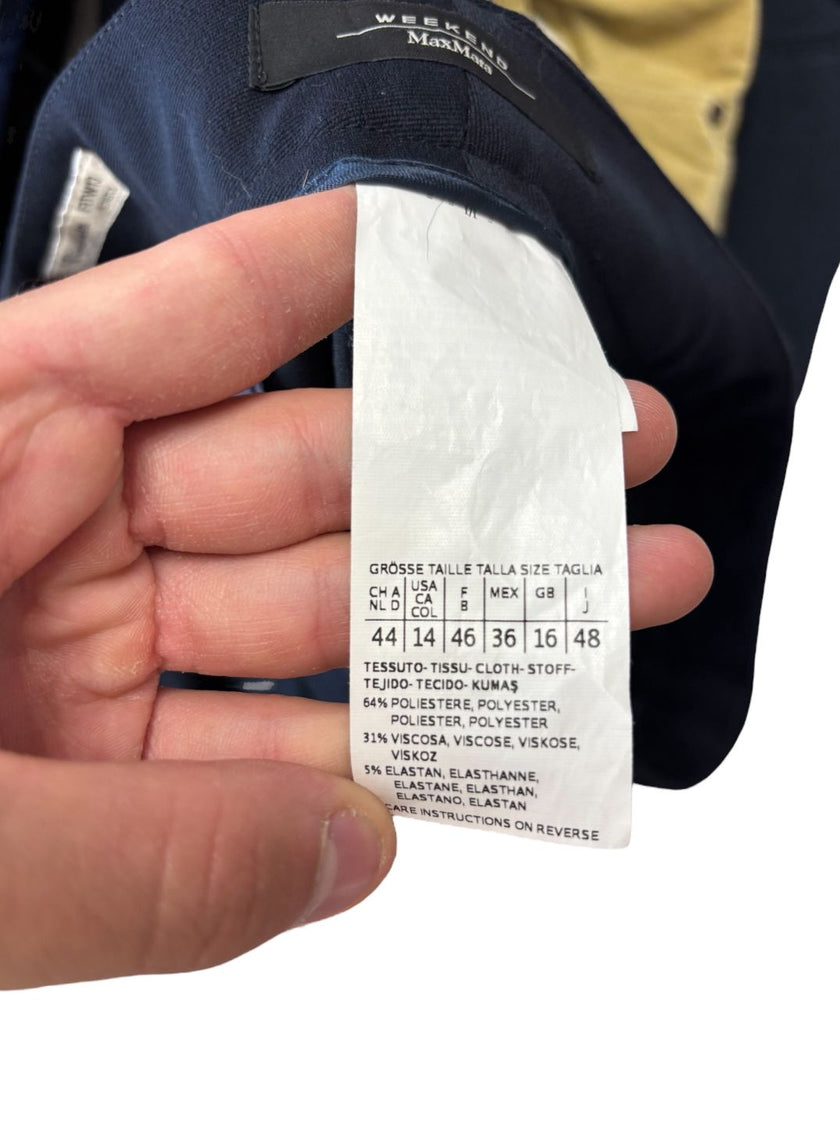 WEEKEND
MaxMara
GRÖSSE TAILLE TALLA SIZE TAGLIA
CH A NL D USA CA COL F B MEX GB I J
44 14 46 36 16 48
TESSUTO- TISSU- CLOTH- STOFF-
TEJIDO- TECIDO- KUMAŞ
64% POLIESTERE, POLYESTER,
POLIESTER, POLYESTER
31% VISCOSA, VISCOSE, VISKOSE,
VİSKOZ
5% ELASTAN, ELASTHANNE,
ELASTANE, ELASTHAN,
ELASTANO, ELASTAN
CARE INSTRUCTIONS ON REVERSE